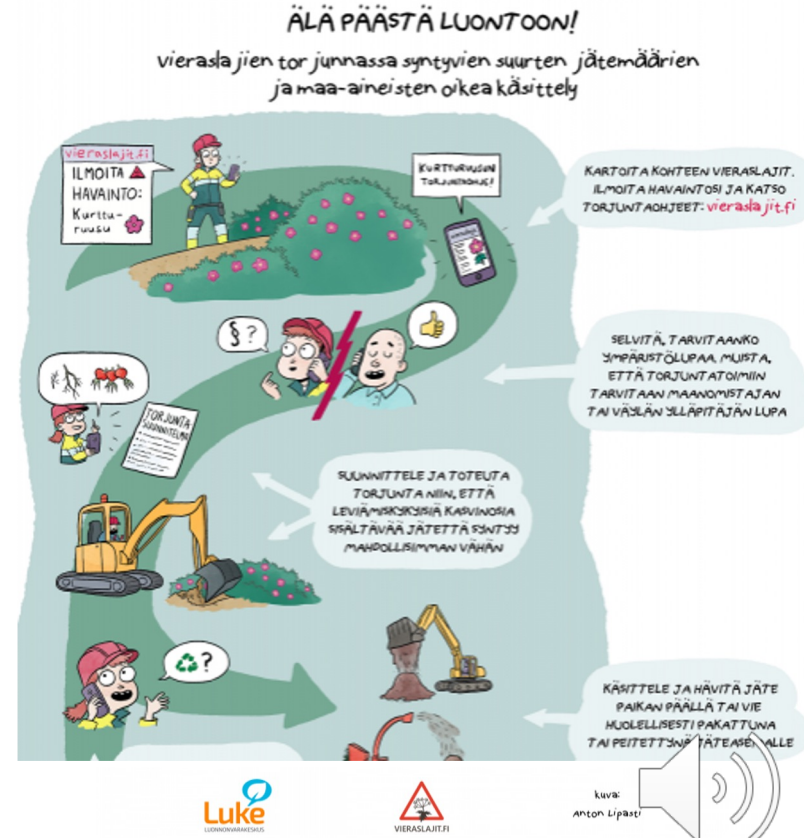 ÄLÄ PÄÄSTÄ LUONTOON!
vieraslajien torjunnassa syntyvien suurten jätemäärien
ja maa-aineisten oikea käsittely
vieraslajit.fi
ILMOITA
HAVAINTO:
Kurttu-
ruusu
KURTTURUUSUN
TORJUNTAOHJE!
KARTOITA KOHTEEN VIERASLAJIT.
ILMOITA HAVAINTOSI JA KATSO
TORJUNTAOHJEET: vieraslajit.fi
§?
SELVITÄ, TARVITAANKO
YMPÄRISTÖLUPAA. MUISTA,
ETTÄ TORJUNTATOIMIIN
TARVITAAN MAANOMISTAJAN
TAI VÄYLÄN YLLÄPITÄJÄN LUPA
TORJUNTA-
SUUNNITELMA
SUUNNITTELE JA TOTEUTA
TORJUNTA NIIN, ETTÄ
LEVIÄMISKYKYISIÄ KASVINOSIA
SISÄLTÄVÄÄ JÄTETTÄ SYNTYY
MAHDOLLISIMMAN VÄHÄN
?
KÄSITTELE JA HÄVITÄ JÄTE
PAIKAN PÄÄLLÄ TAI VIE
HUOLELLISESTI PAKATTUNA
TAI PEITETTYNÄ JÄTEASEMALLE
Luke
LUONNONVARAKESKUS
VIERASLAJIT.FI
kuva:
Anton Lipasti